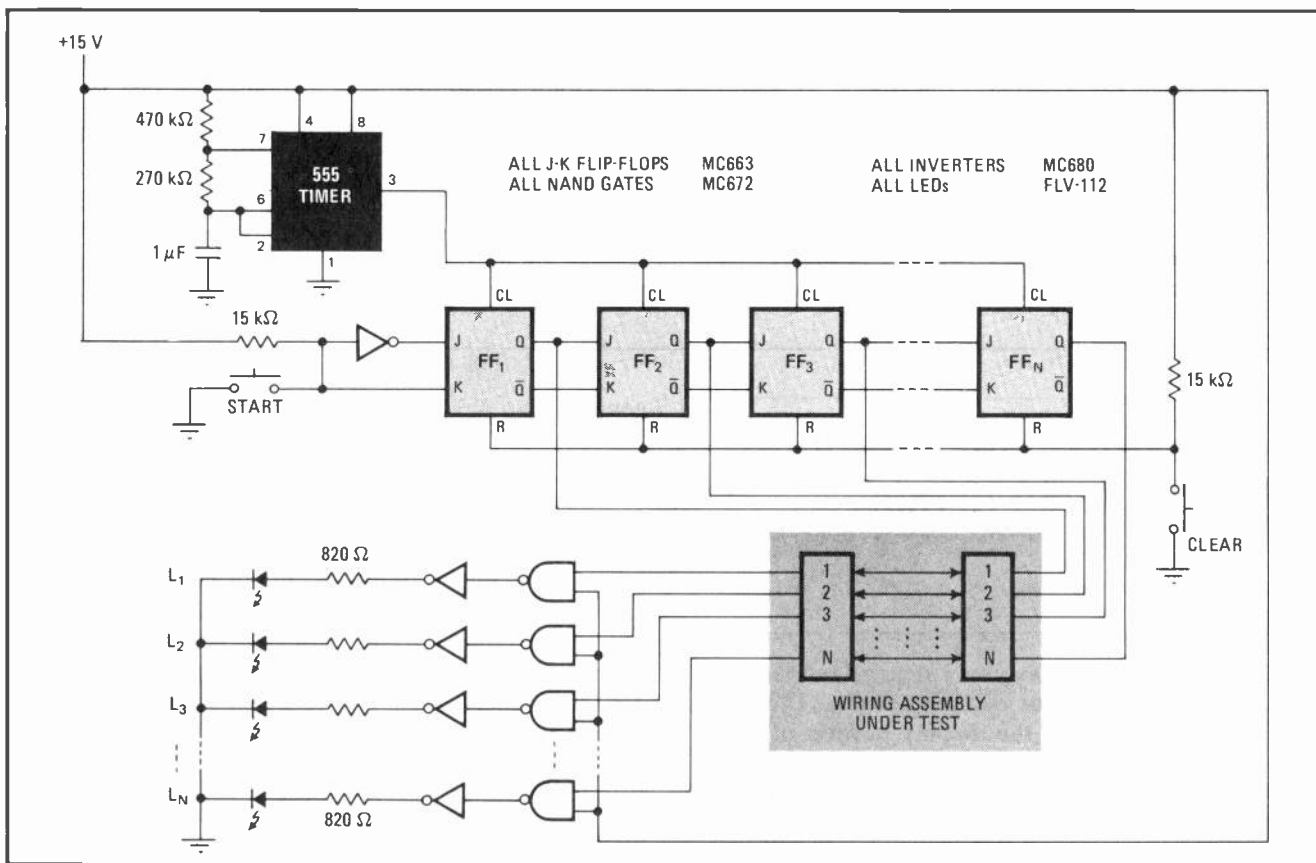 +15 V
470 kΩ
270 kΩ
1 μF
7
6
2
4
8
555
TIMER
3
1
ALL J-K FLIP-FLOPS MC663
ALL NAND GATES MC672
ALL INVERTERS MC680
ALL LEDs FLV-112
15 kΩ
START
CL
J Q
FF1
K Q̅
R
CL
J Q
FF2
K Q̅
R
CL
J Q
FF3
K Q̅
R
CL
J Q
FFN
K Q̅
R
15 kΩ
CLEAR
L1
820 Ω
L2
L3
LN
820 Ω
1 1
2 2
3 3
N N
WIRING ASSEMBLY
UNDER TEST